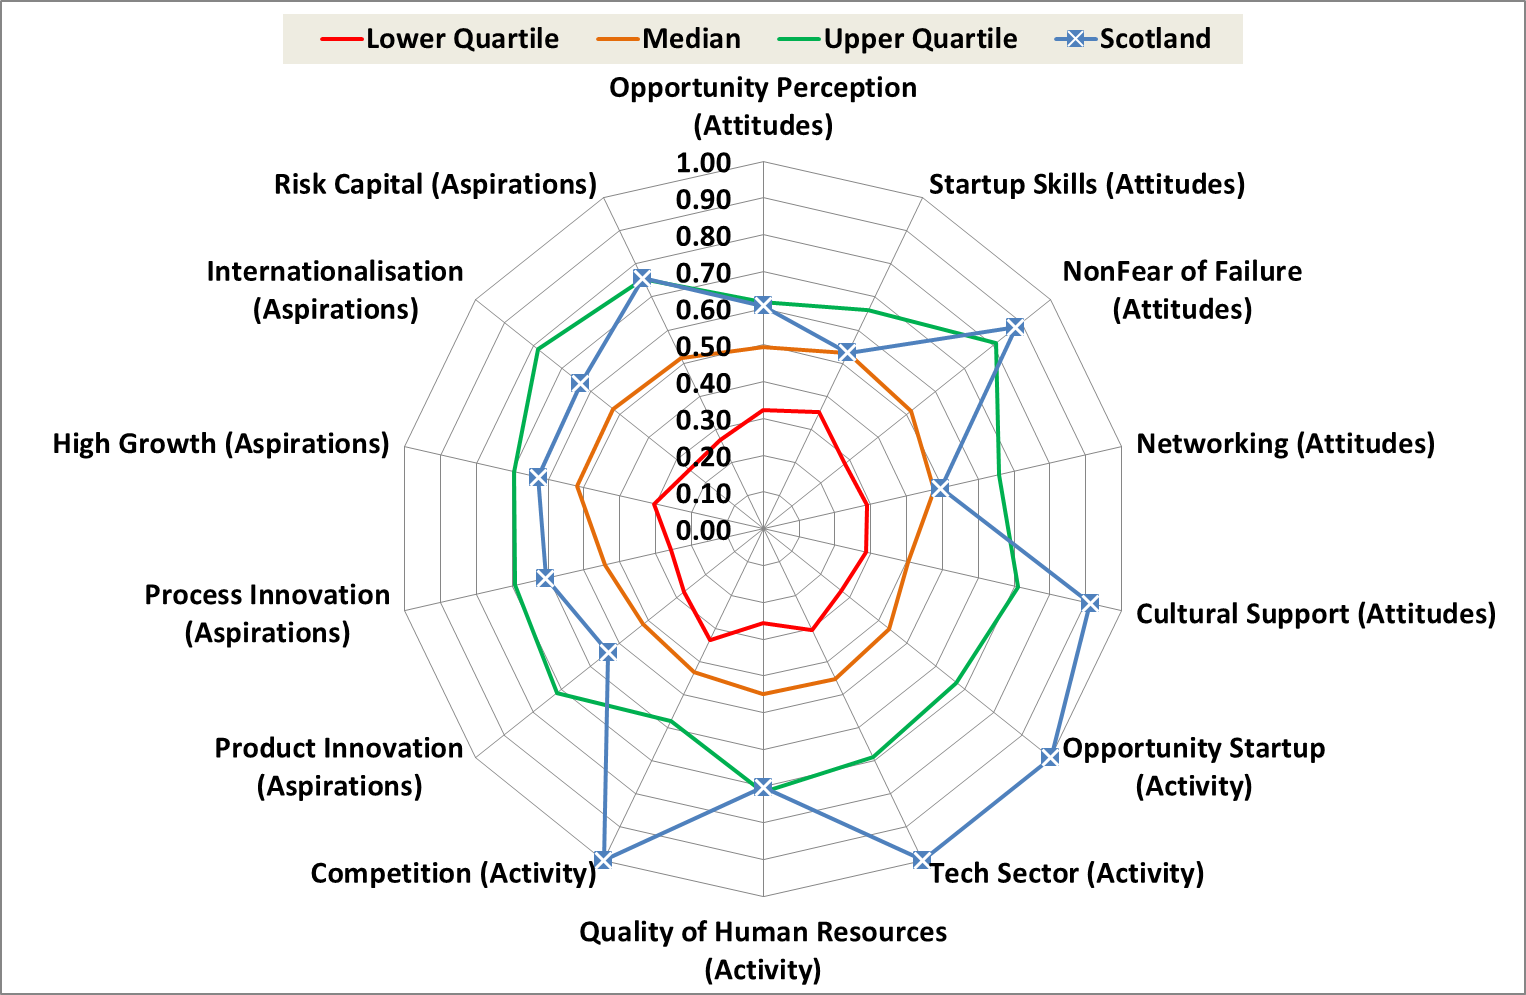 Lower Quartile Median Upper Quartile Scotland
Opportunity Perception
(Attitudes)
Startup Skills (Attitudes)
NonFear of Failure
(Attitudes)
Networking (Attitudes)
Cultural Support (Attitudes)
Opportunity Startup
(Activity)
Tech Sector (Activity)
Quality of Human Resources
(Activity)
Competition (Activity)
Product Innovation
(Aspirations)
Process Innovation
(Aspirations)
High Growth (Aspirations)
Internationalisation
(Aspirations)
Risk Capital (Aspirations)
1.00
0.90
0.80
0.70
0.60
0.50
0.40
0.30
0.20
0.10
0.00